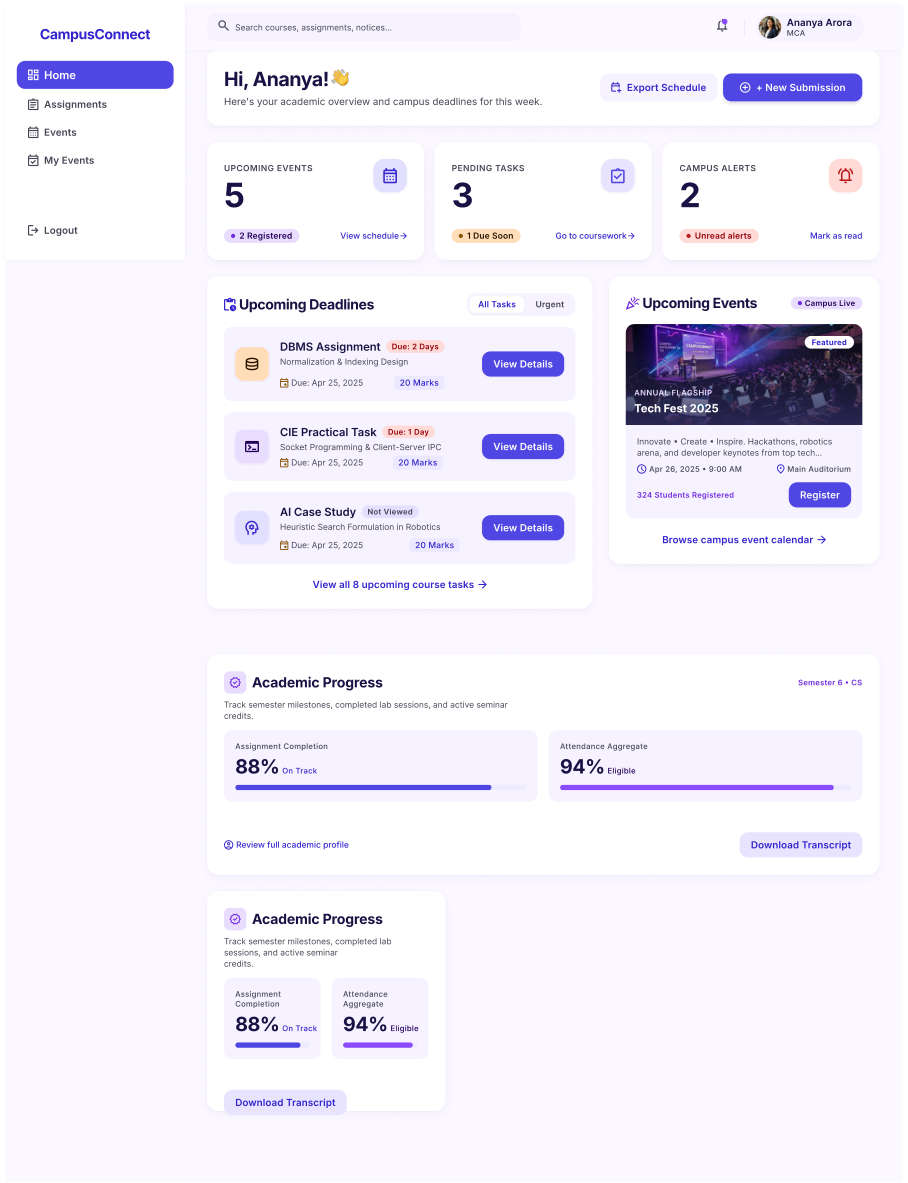 CampusConnect
Home
Assignments
Events
My Events
Logout
Search courses, assignments, notices...
Ananya Arora
MCA
Hi, Ananya!👋
Here's your academic overview and campus deadlines for this week.
Export Schedule
+ New Submission
UPCOMING EVENTS
5
2 Registered
View schedule→
PENDING TASKS
3
1 Due Soon
Go to coursework→
CAMPUS ALERTS
2
Unread alerts
Mark as read
Upcoming Deadlines
All Tasks
Urgent
DBMS Assignment
Due: 2 Days
Normalization & Indexing Design
Due: Apr 25, 2025
20 Marks
View Details
CIE Practical Task
Due: 1 Day
Socket Programming & Client-Server IPC
Due: Apr 25, 2025
20 Marks
View Details
AI Case Study
Not Viewed
Heuristic Search Formulation in Robotics
Due: Apr 25, 2025
20 Marks
View Details
View all 8 upcoming course tasks →
Upcoming Events
• Campus Live
Featured
ANNUAL FLAGSHIP
Tech Fest 2025
Innovate • Create • Inspire. Hackathons, robotics
arena, and developer keynotes from top tech...
Apr 26, 2025 • 9:00 AM
Main Auditorium
324 Students Registered
Register
Browse campus event calendar →
Academic Progress
Semester 6 • CS
Track semester milestones, completed lab sessions, and active seminar
credits.
Assignment Completion
88% On Track
Attendance Aggregate
94% Eligible
Review full academic profile
Download Transcript
Academic Progress
Track semester milestones, completed lab
sessions, and active seminar
credits.
Assignment
Completion
88% On Track
Attendance
Aggregate
94% Eligible
Download Transcript